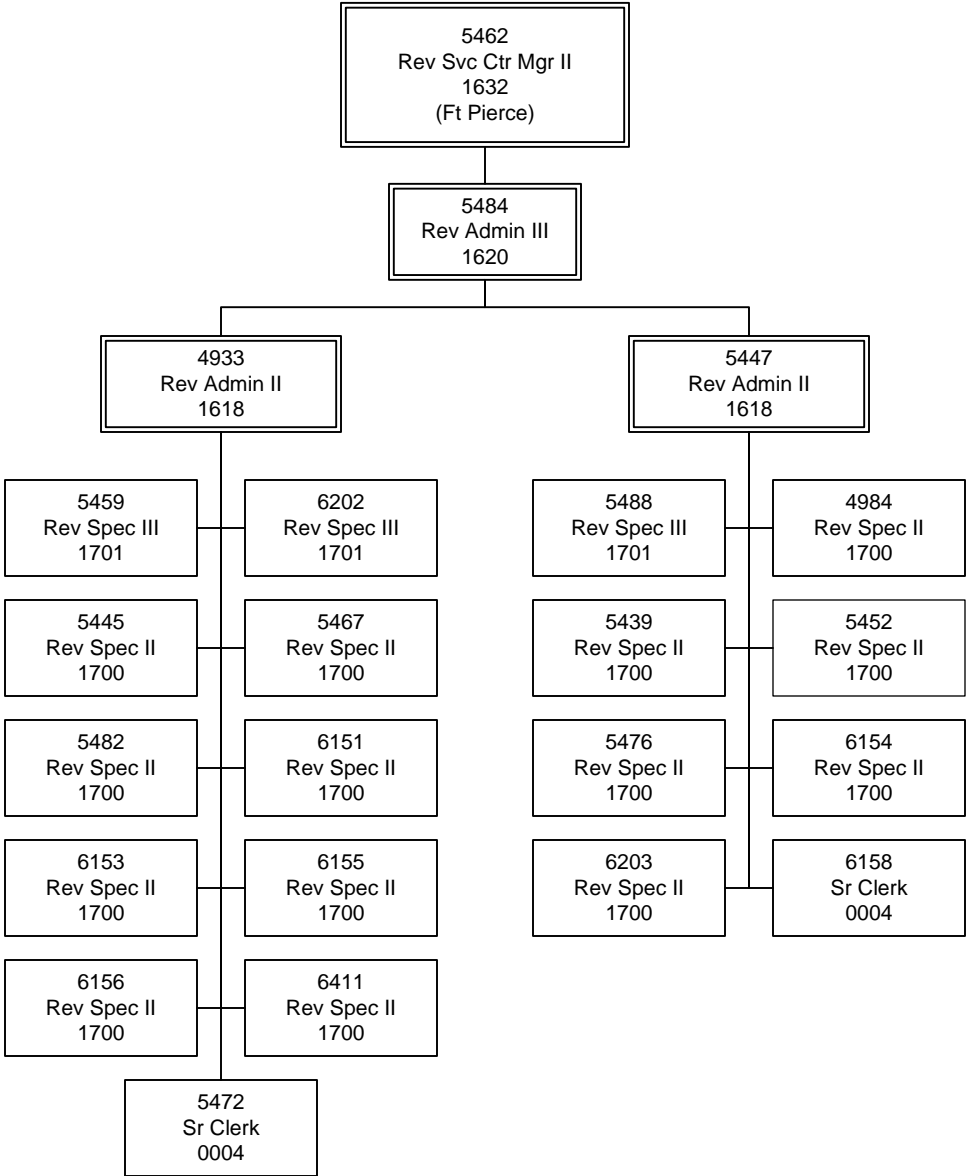 5462
Rev Svc Ctr Mgr II
1632
(Ft Pierce)
5484
Rev Admin III
1620
4933
Rev Admin II
1618
5447
Rev Admin II
1618
5459
Rev Spec III
1701
6202
Rev Spec III
1701
5488
Rev Spec III
1701
4984
Rev Spec II
1700
5445
Rev Spec II
1700
5467
Rev Spec II
1700
5439
Rev Spec II
1700
5452
Rev Spec II
1700
5482
Rev Spec II
1700
6151
Rev Spec II
1700
5476
Rev Spec II
1700
6154
Rev Spec II
1700
6153
Rev Spec II
1700
6155
Rev Spec II
1700
6203
Rev Spec II
1700
6158
Sr Clerk
0004
6156
Rev Spec II
1700
6411
Rev Spec II
1700
5472
Sr Clerk
0004